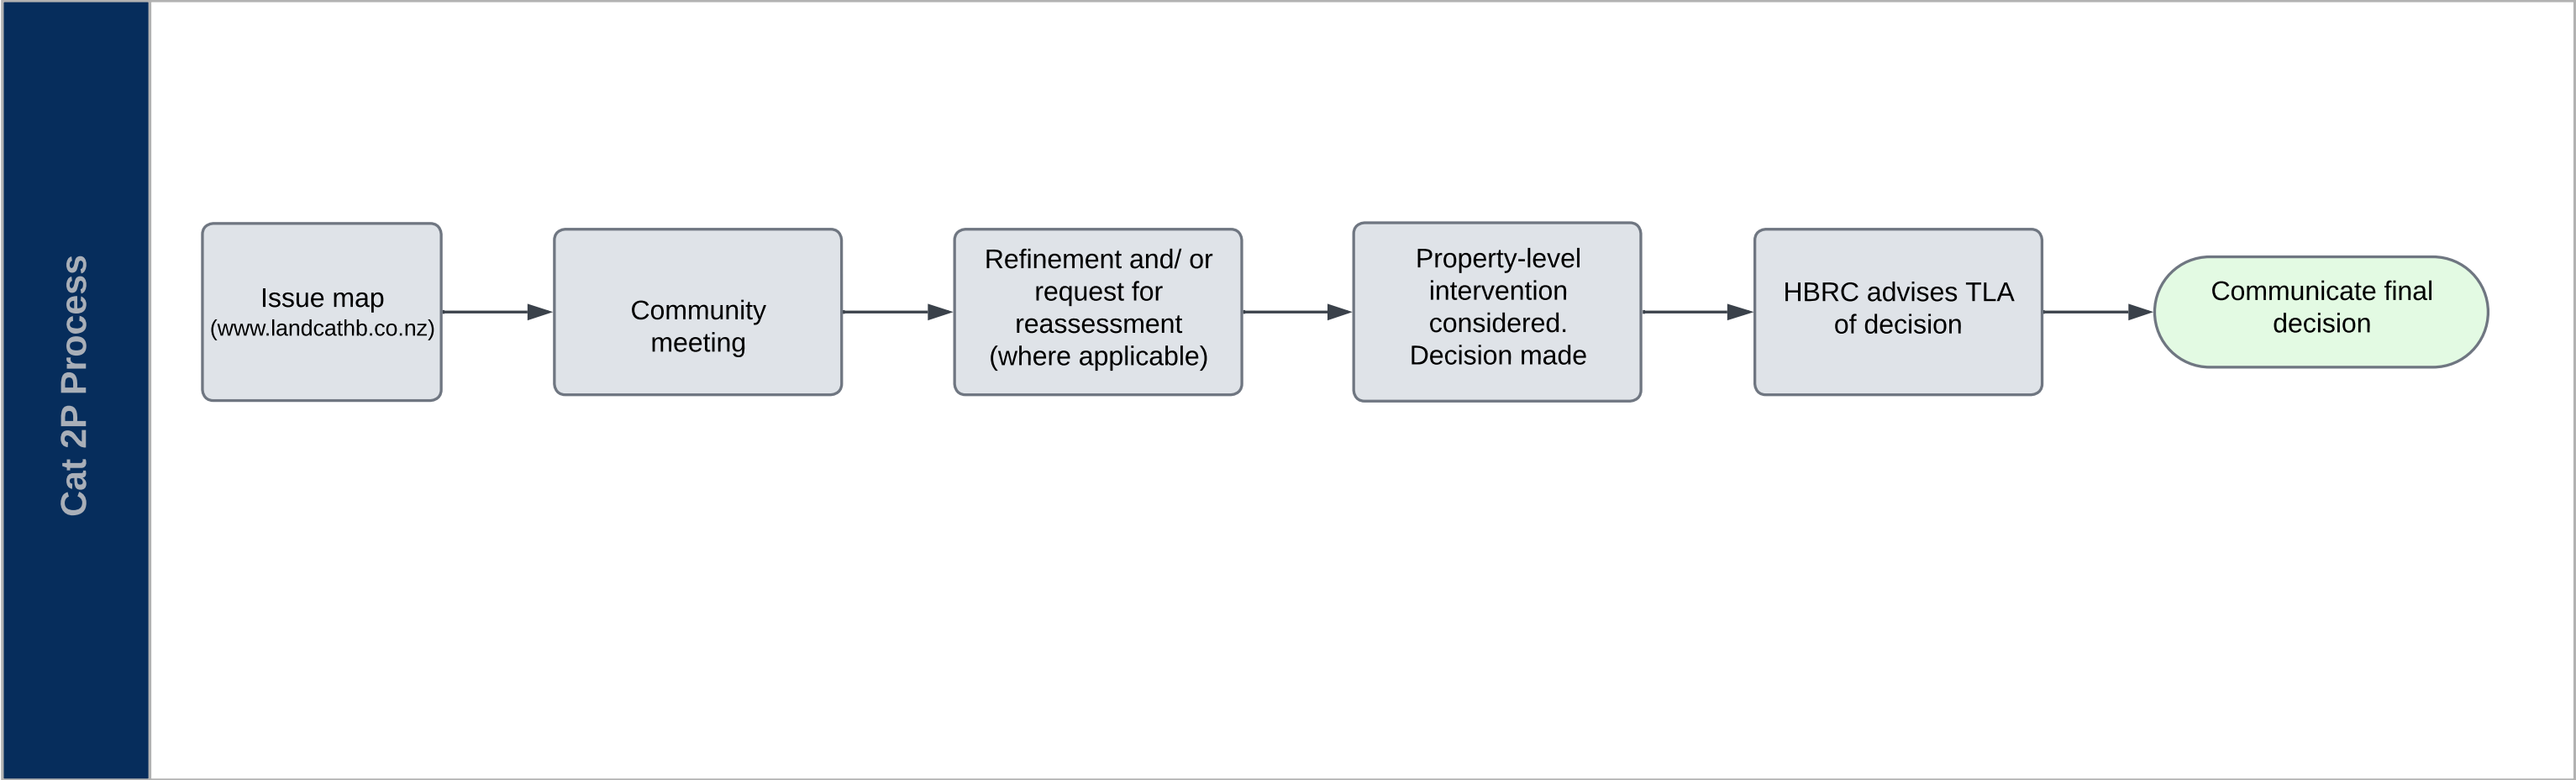 Cat 2P Process
Issue map
(www.landcathb.co.nz)
Community
meeting
Refinement and/ or
request for
reassessment
(where applicable)
Property-level
intervention
considered.
Decision made
HBRC advises TLA
of decision
Communicate final
decision